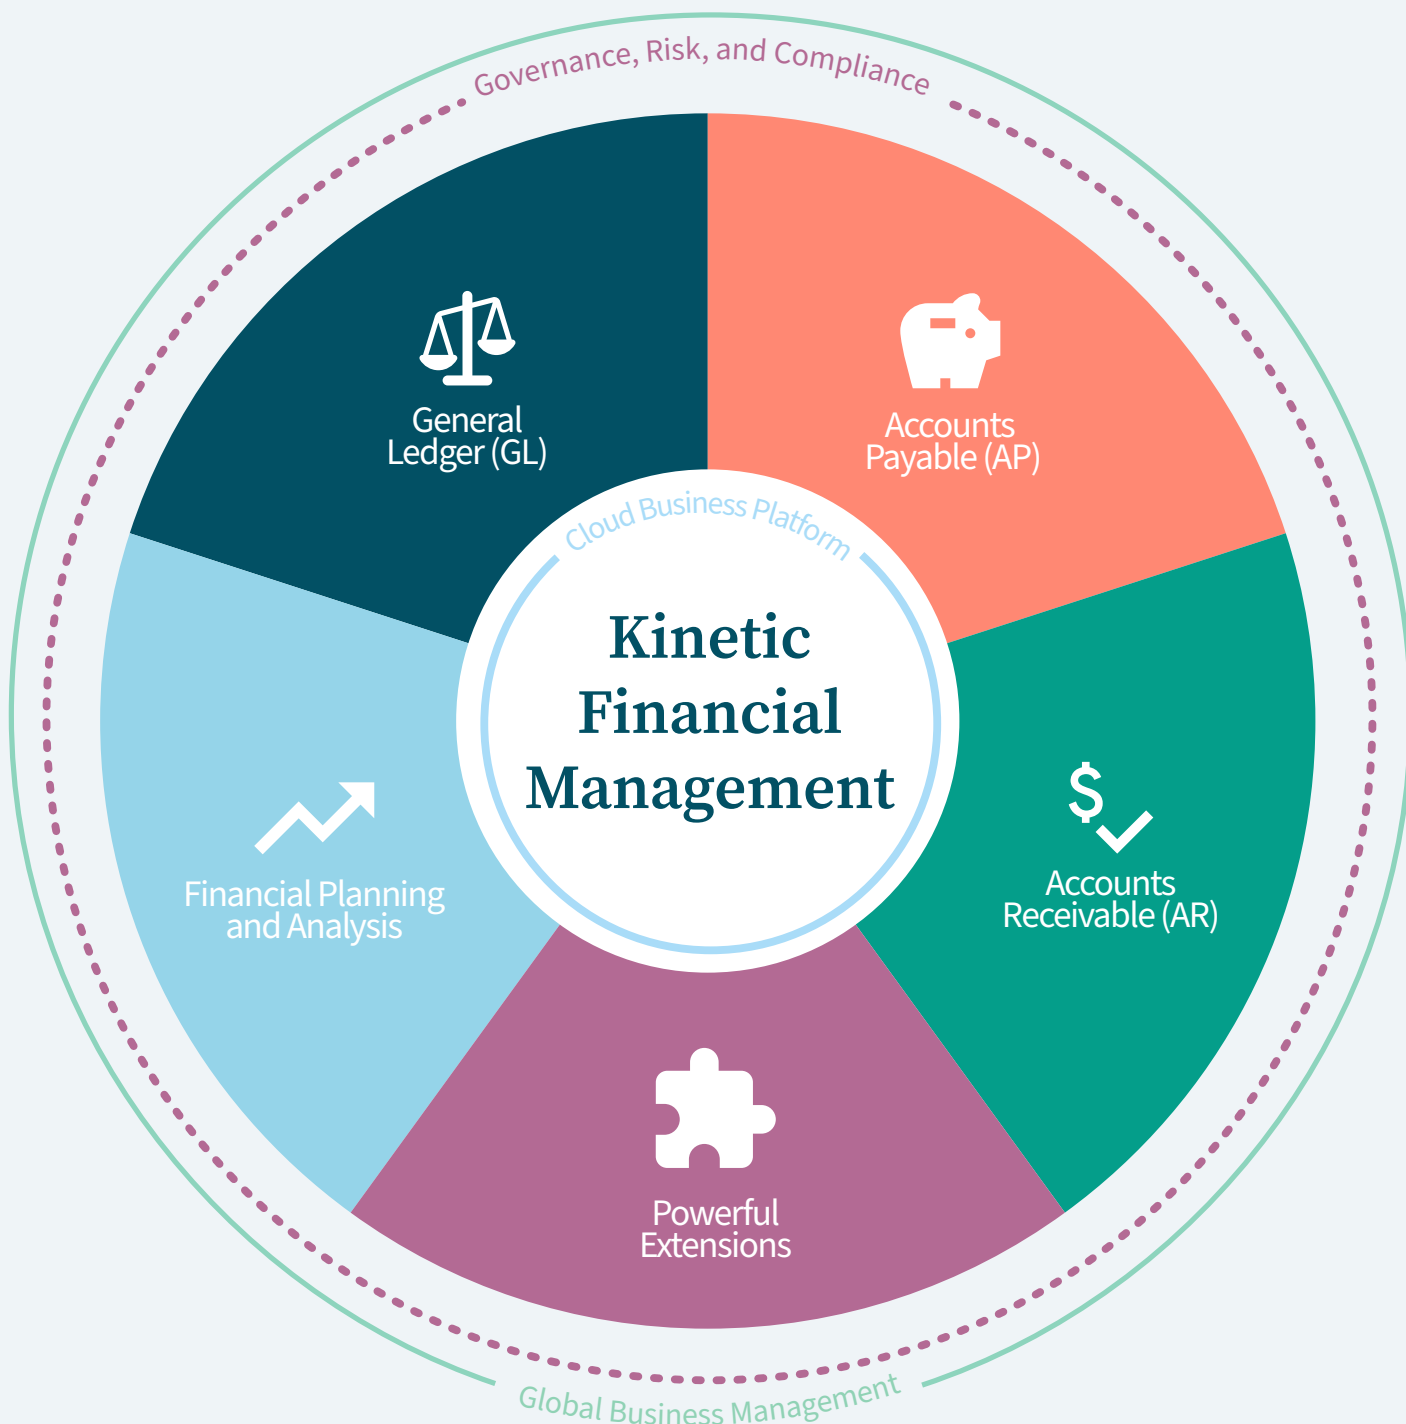 Governance, Risk, and Compliance
General
Ledger (GL)
Accounts
Payable (AP)
Cloud Business Platform
Kinetic
Financial
Management
Financial Planning
and Analysis
Accounts
Receivable (AR)
Powerful
Extensions
Global Business Management